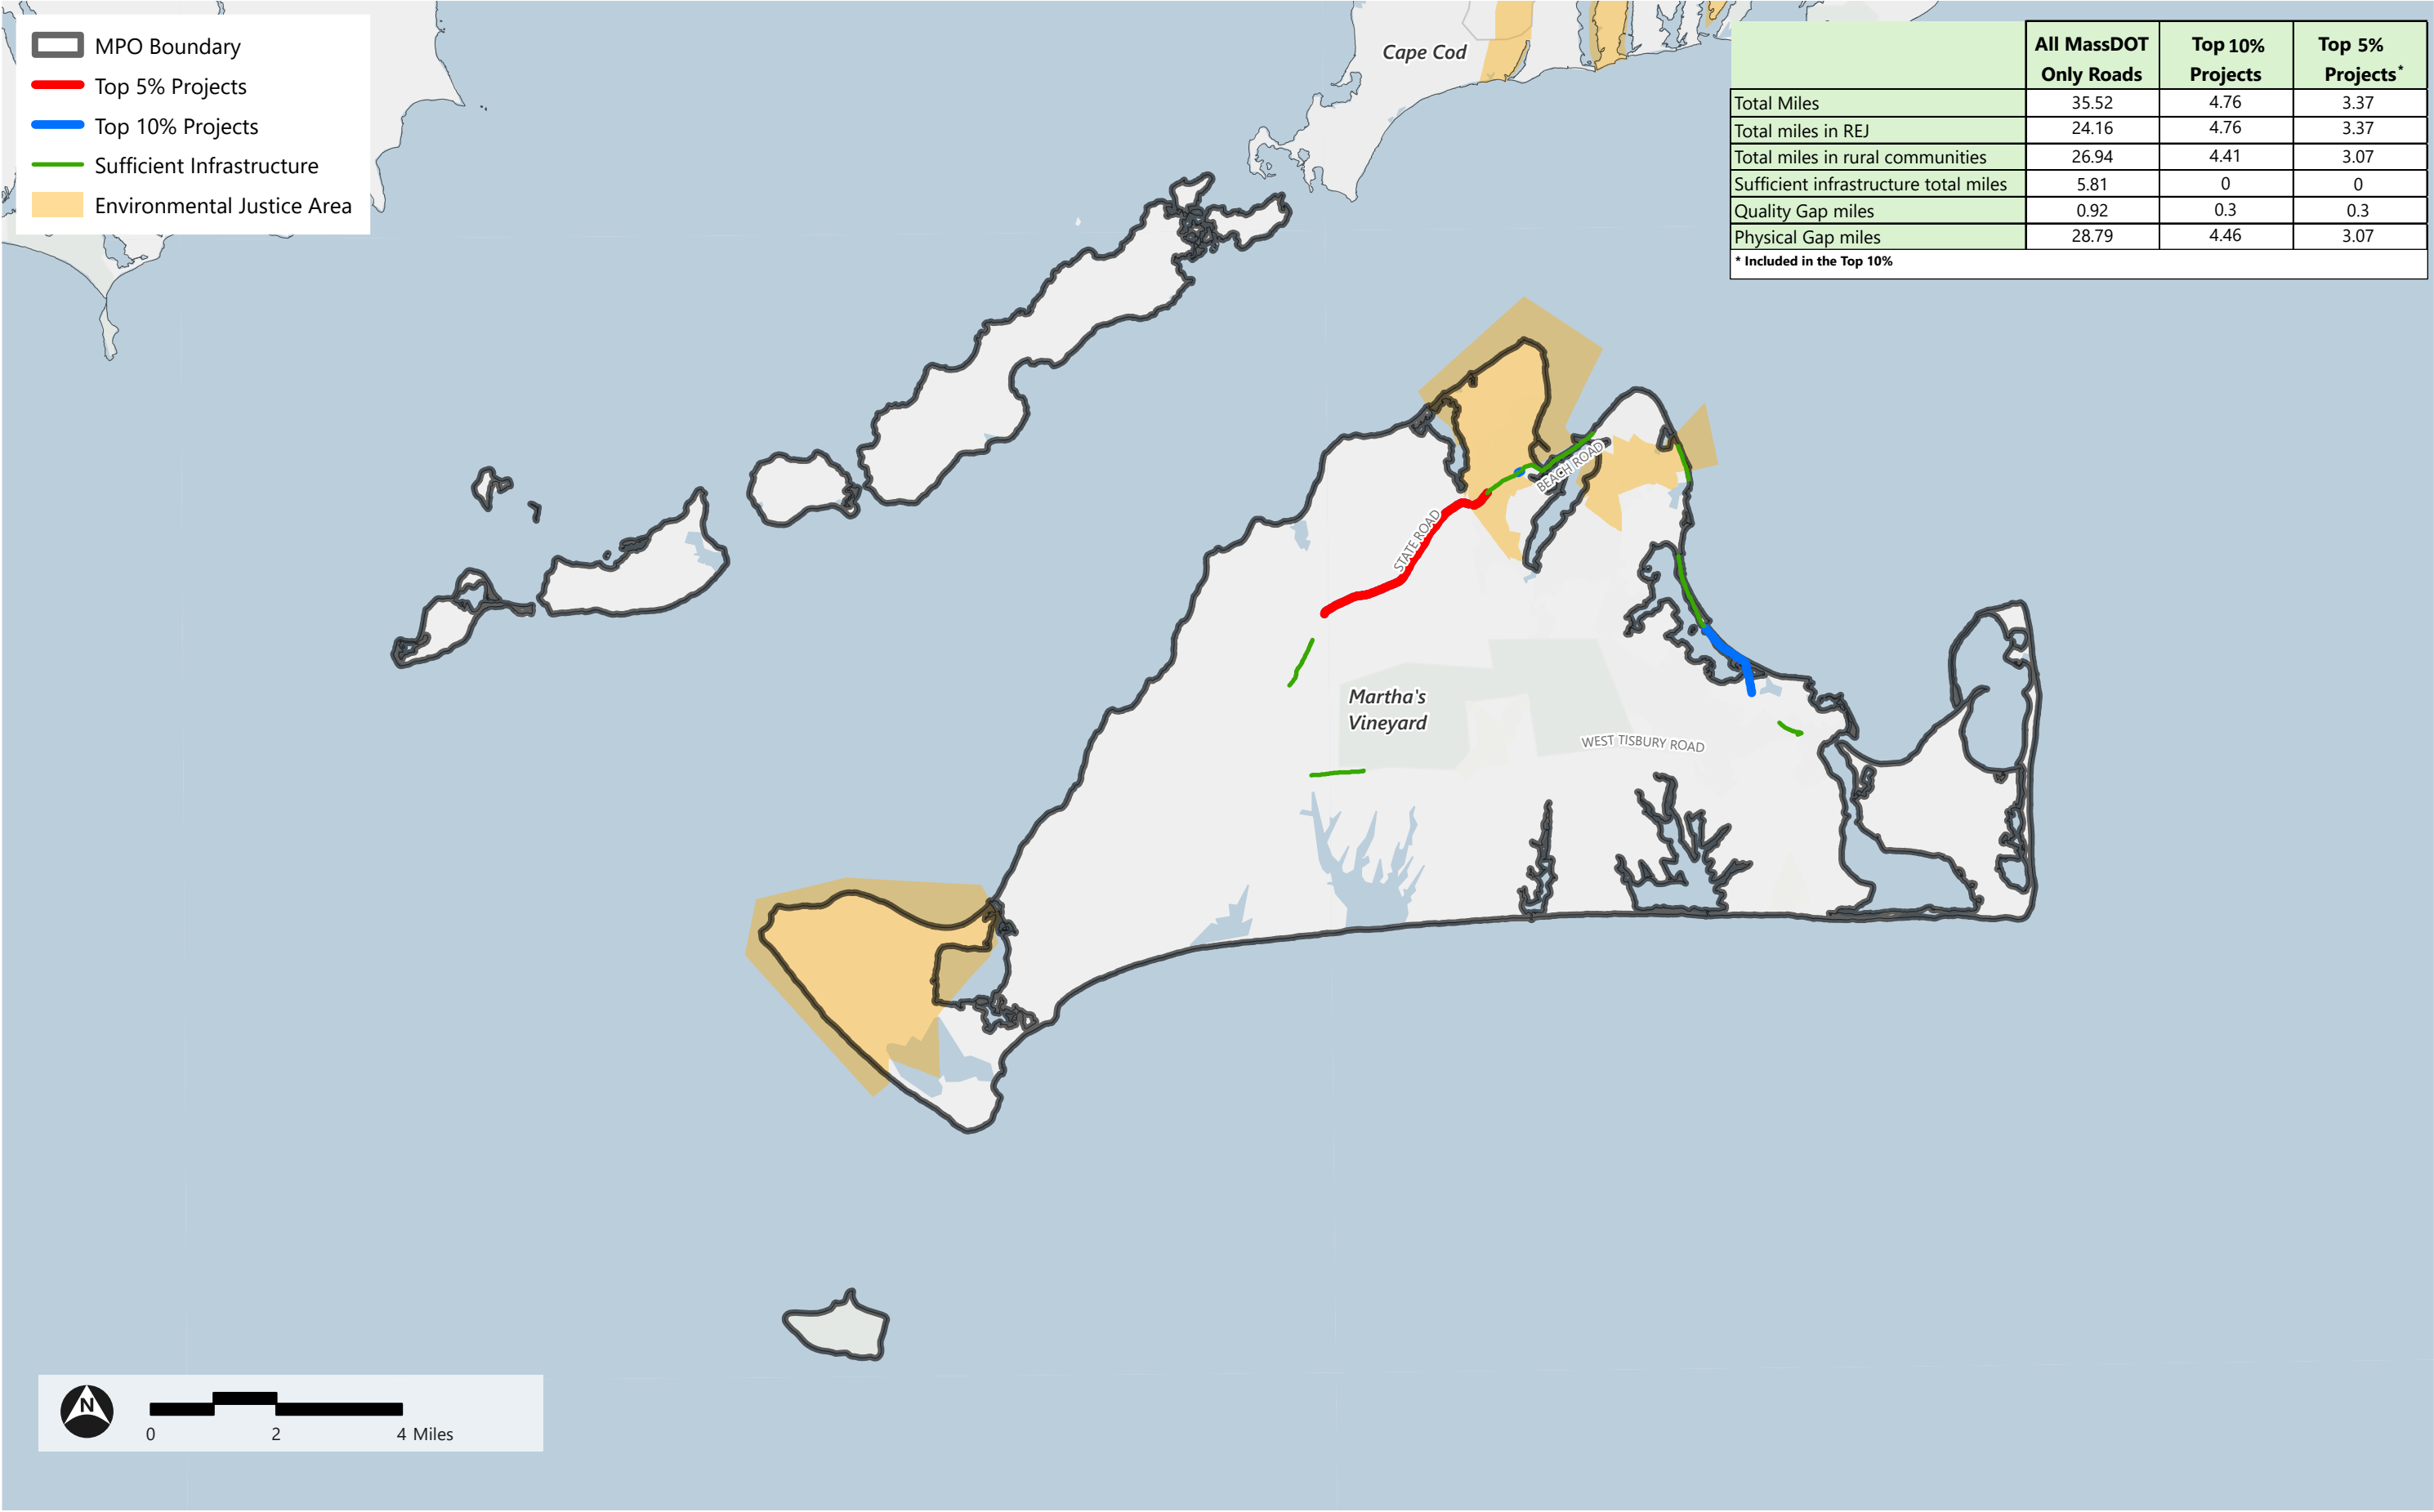 MPO Boundary
Top 5% Projects
Top 10% Projects
Sufficient Infrastructure
Environmental Justice Area
Cape Cod
All MassDOT Only Roads Top 10% Projects Top 5% Projects*
Total Miles 35.52 4.76 3.37
Total miles in REJ 24.16 4.76 3.37
Total miles in rural communities 26.94 4.41 3.07
Sufficient infrastructure total miles 5.81 0 0
Quality Gap miles 0.92 0.3 0.3
Physical Gap miles 28.79 4.46 3.07
* Included in the Top 10%
BEACH ROAD
STATE ROAD
Martha's
Vineyard
WEST TISBURY ROAD
N
0 2 4 Miles